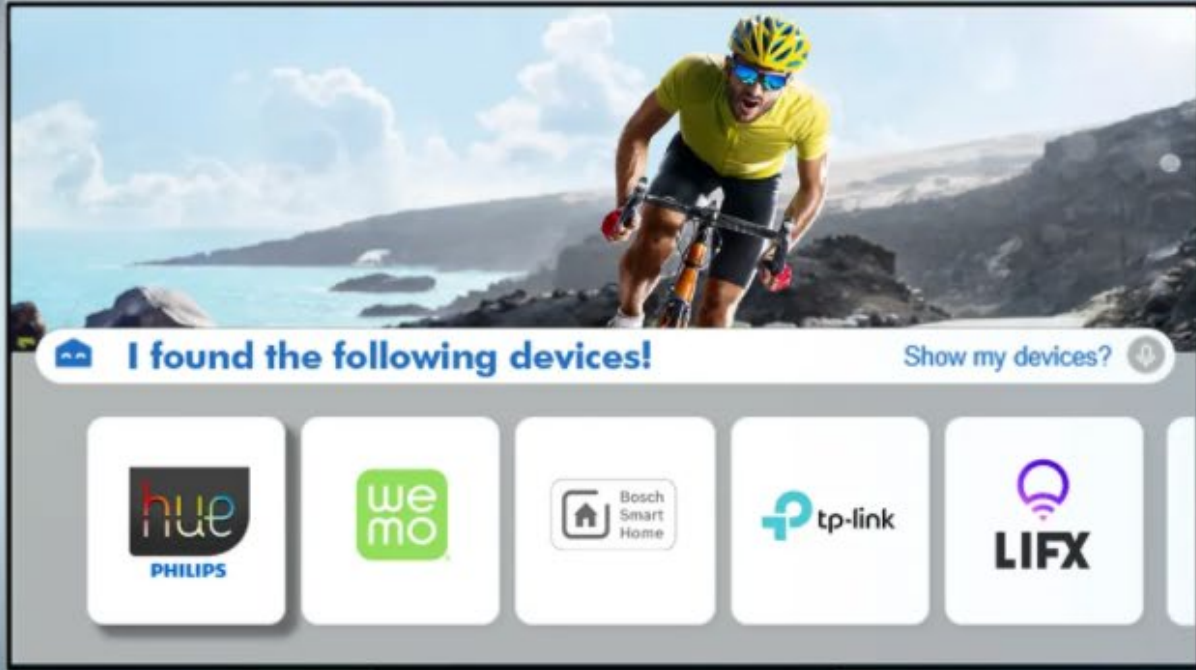 I found the following devices!
Show my devices?
hue
PHILIPS
we
mo
Bosch
Smart
Home
tp-link
LIFX